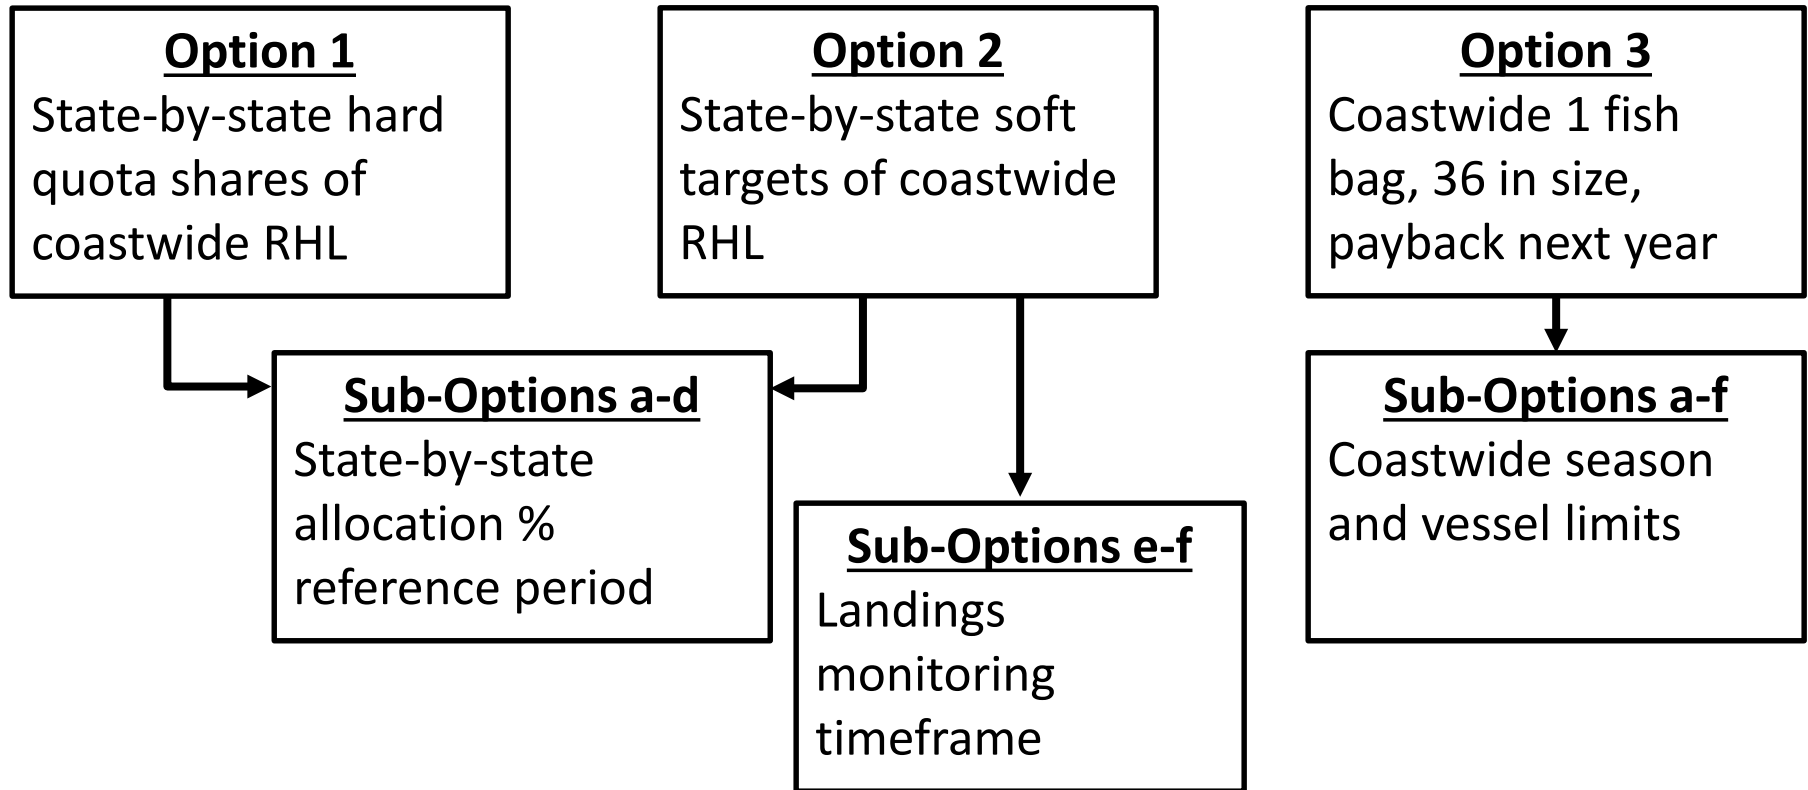 Option 1
State-by-state hard
quota shares of
coastwide RHL
Option 2
State-by-state soft
targets of coastwide
RHL
Option 3
Coastwide 1 fish
bag, 36 in size,
payback next year
Sub-Options a-d
State-by-state
allocation %
reference period
Sub-Options e-f
Landings
monitoring
timeframe
Sub-Options a-f
Coastwide season
and vessel limits